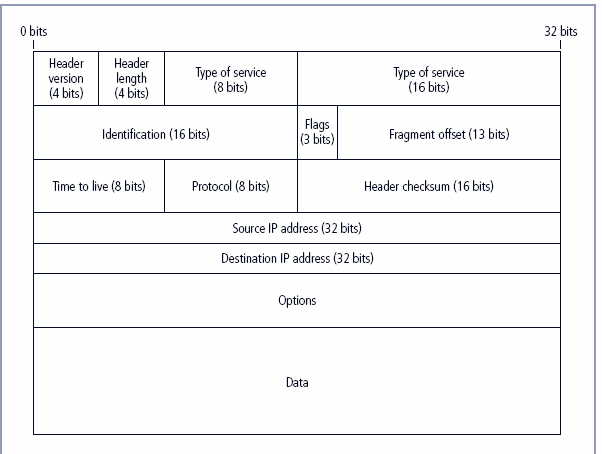 0 bits
32 bits
Header
version
(4 bits)
Header
length
(4 bits)
Type of service
(8 bits)
Type of service
(16 bits)
Identification (16 bits)
Flags
(3 bits)
Fragment offset (13 bits)
Time to live (8 bits)
Protocol (8 bits)
Header checksum (16 bits)
Source IP address (32 bits)
Destination IP address (32 bits)
Options
Data